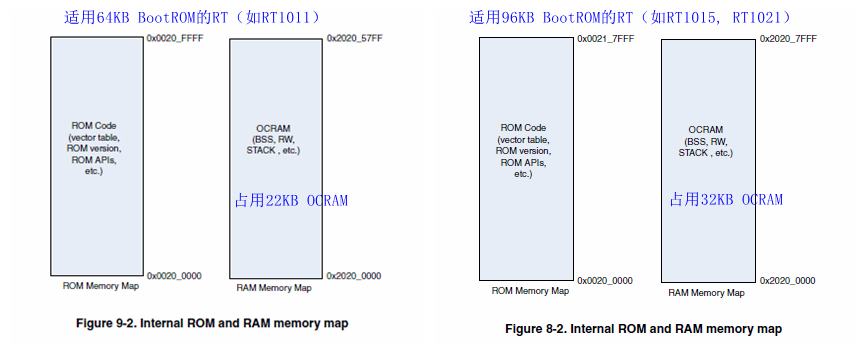 适用64KB BootROM的RT（如RT1011）
0x0020_FFFF
0x2020_57FF
ROM Code
(vector table,
ROM version,
ROM APIs,
etc.)
OCRAM
(BSS, RW,
STACK , etc.)
占用22KB OCRAM
0x0020_0000
0x2020_0000
ROM Memory Map
RAM Memory Map
Figure 9-2. Internal ROM and RAM memory map
适用96KB BootROM的RT（如RT1015, RT1021）
0x0021_7FFF
0x2020_7FFF
ROM Code
(vector table,
ROM version,
ROM APIs,
etc.)
OCRAM
(BSS, RW,
STACK , etc.)
占用32KB OCRAM
0x0020_0000
0x2020_0000
ROM Memory Map
RAM Memory Map
Figure 8-2. Internal ROM and RAM memory map